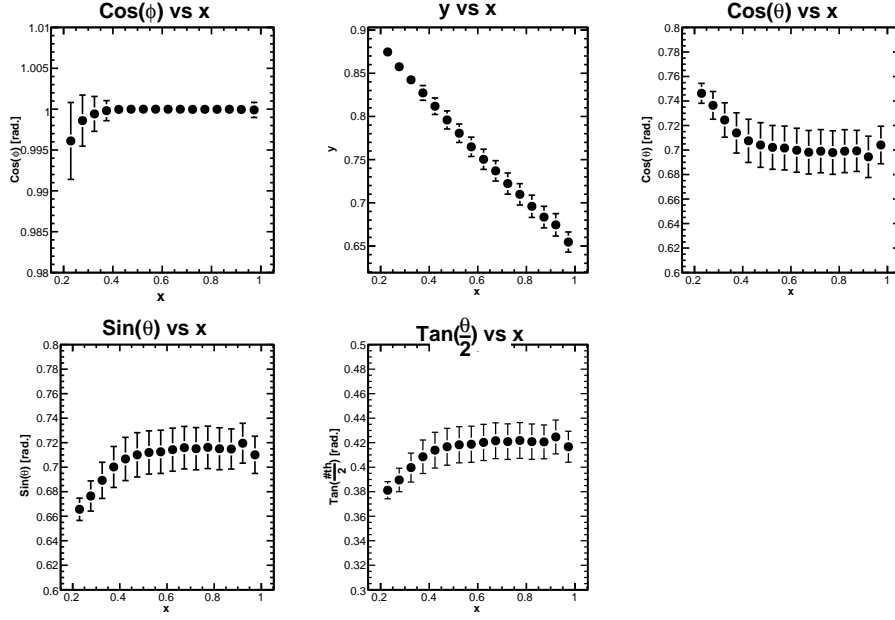 Cos(ϕ) vs x
Cos(ϕ) [rad.]
1.01
1.005
1
0.995
0.99
0.985
0.98
0.2 0.4 0.6 0.8 1
x
y vs x
y
0.9
0.85
0.8
0.75
0.7
0.65
0.2 0.4 0.6 0.8 1
x
Cos(θ) vs x
Cos(θ) [rad.]
0.8
0.78
0.76
0.74
0.72
0.7
0.68
0.66
0.64
0.62
0.6
0.2 0.4 0.6 0.8 1
x
Sin(θ) vs x
Sin(θ) [rad.]
0.8
0.78
0.76
0.74
0.72
0.7
0.68
0.66
0.64
0.62
0.6
0.2 0.4 0.6 0.8 1
x
Tan(θ/2) vs x
Tan(#th/2) [rad.]
0.5
0.48
0.46
0.44
0.42
0.4
0.38
0.36
0.34
0.32
0.3
0.2 0.4 0.6 0.8 1
x